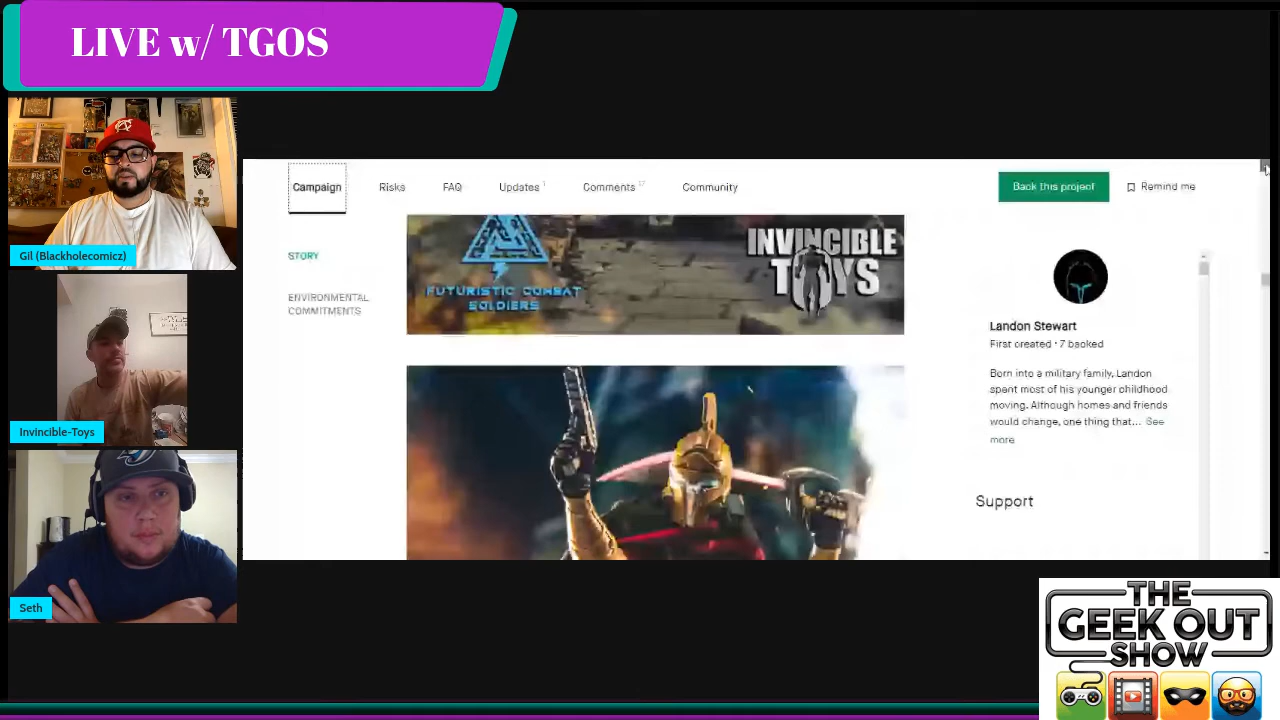 LIVE w/ TGOS
Gil (Blackholecomicz)
Invincible-Toys
Seth
Campaign
Risks
FAQ
Updates
Comments
Community
Back this project
Remind me
STORY
ENVIRONMENTAL
COMMITMENTS
FUTURISTIC COMBAT
SOLDIERS
INVINCIBLE
TOYS
Landon Stewart
First created · 7 backed
Born into a military family, Landon
spent most of his younger childhood
moving. Although homes and friends
would change, one thing that... See
more
Support
THE
GEEK OUT
SHOW